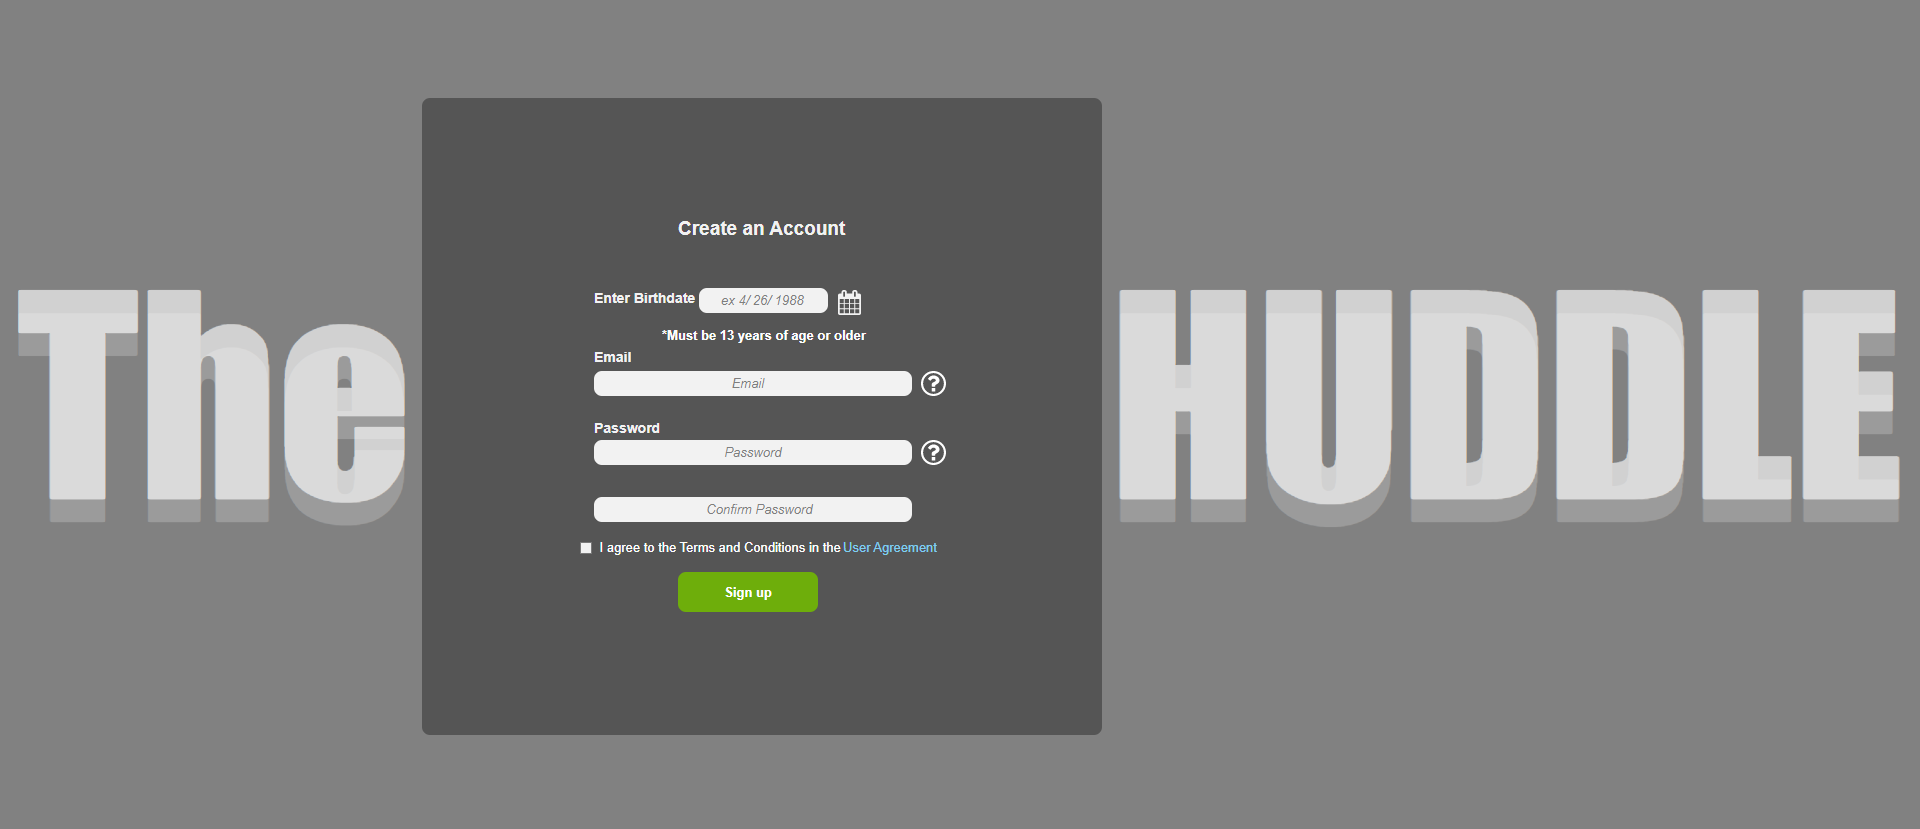 The HUDDLE
Create an Account
Enter Birthdate ex 4/ 26/ 1988
*Must be 13 years of age or older
Email
Email
Password
Password
Confirm Password
I agree to the Terms and Conditions in the User Agreement
Sign up